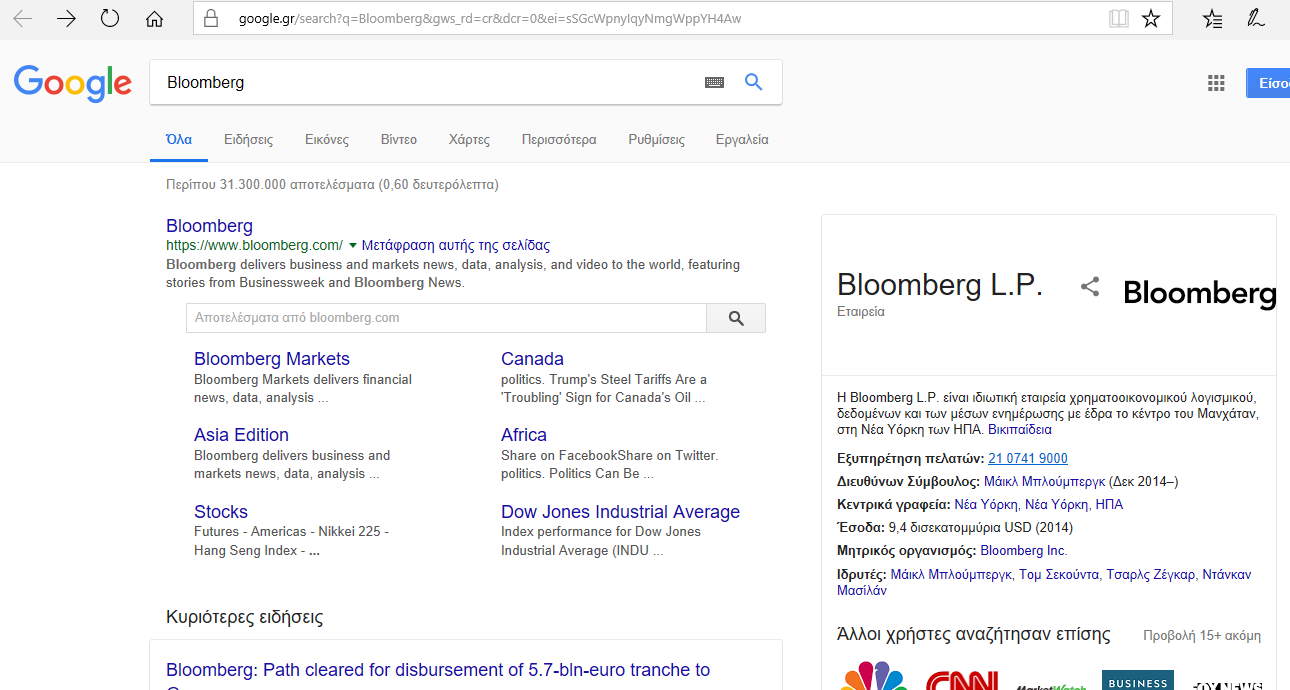 google.gr/search?q=Bloomberg&gws_rd=cr&dcr=0&ei=sSGcWpnyIqyNmgWppYH4Aw
Google
Bloomberg
Είσο
Όλα Ειδήσεις Εικόνες Βίντεο Χάρτες Περισσότερα Ρυθμίσεις Εργαλεία
Περίπου 31.300.000 αποτελέσματα (0,60 δευτερόλεπτα)
Bloomberg
https://www.bloomberg.com/ Μετάφραση αυτής της σελίδας
Bloomberg delivers business and markets news, data, analysis, and video to the world, featuring
stories from Businessweek and Bloomberg News.
Αποτελέσματα από bloomberg.com
Bloomberg Markets
Bloomberg Markets delivers financial
news, data, analysis ...
Canada
politics. Trump's Steel Tariffs Are a
'Troubling' Sign for Canada's Oil ...
Asia Edition
Bloomberg delivers business and
markets news, data, analysis ...
Africa
Share on FacebookShare on Twitter.
politics. Politics Can Be ...
Stocks
Futures - Americas - Nikkei 225 -
Hang Seng Index - ...
Dow Jones Industrial Average
Index performance for Dow Jones
Industrial Average (INDU ...
Κυριότερες ειδήσεις
Bloomberg: Path cleared for disbursement of 5.7-bln-euro tranche to
Bloomberg L.P.
Εταιρεία
Bloomberg
Η Bloomberg L.P. είναι ιδιωτική εταιρεία χρηματοοικονομικού λογισμικού,
δεδομένων και των μέσων ενημέρωσης με έδρα το κέντρο του Μανχάταν,
στη Νέα Υόρκη των ΗΠΑ. Βικιπαίδεια
Εξυπηρέτηση πελατών: 21 0741 9000
Διευθύνων Σύμβουλος: Μάικλ Μπλούμπεργκ (Δεκ 2014–)
Κεντρικά γραφεία: Νέα Υόρκη, Νέα Υόρκη, ΗΠΑ
Έσοδα: 9,4 δισεκατομμύρια USD (2014)
Μητρικός οργανισμός: Bloomberg Inc.
Ιδρυτές: Μάικλ Μπλούμπεργκ, Τομ Σεκούντα, Τσαρλς Ζέγκαρ, Ντάνκαν
Μασίλάν
Άλλοι χρήστες αναζήτησαν επίσης Προβολή 15+ ακόμη
CNN MarketWatch BUSINESS